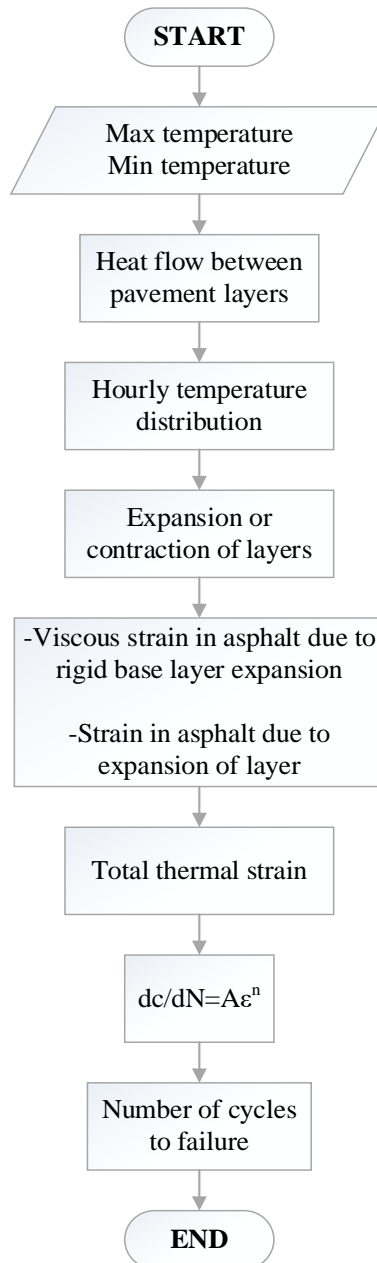 START
Max temperature
Min temperature
Heat flow between
pavement layers
Hourly temperature
distribution
Expansion or
contraction of layers
-Viscous strain in asphalt due to
rigid base layer expansion
-Strain in asphalt due to
expansion of layer
Total thermal strain
dc/dN=Aεⁿ
Number of cycles
to failure
END